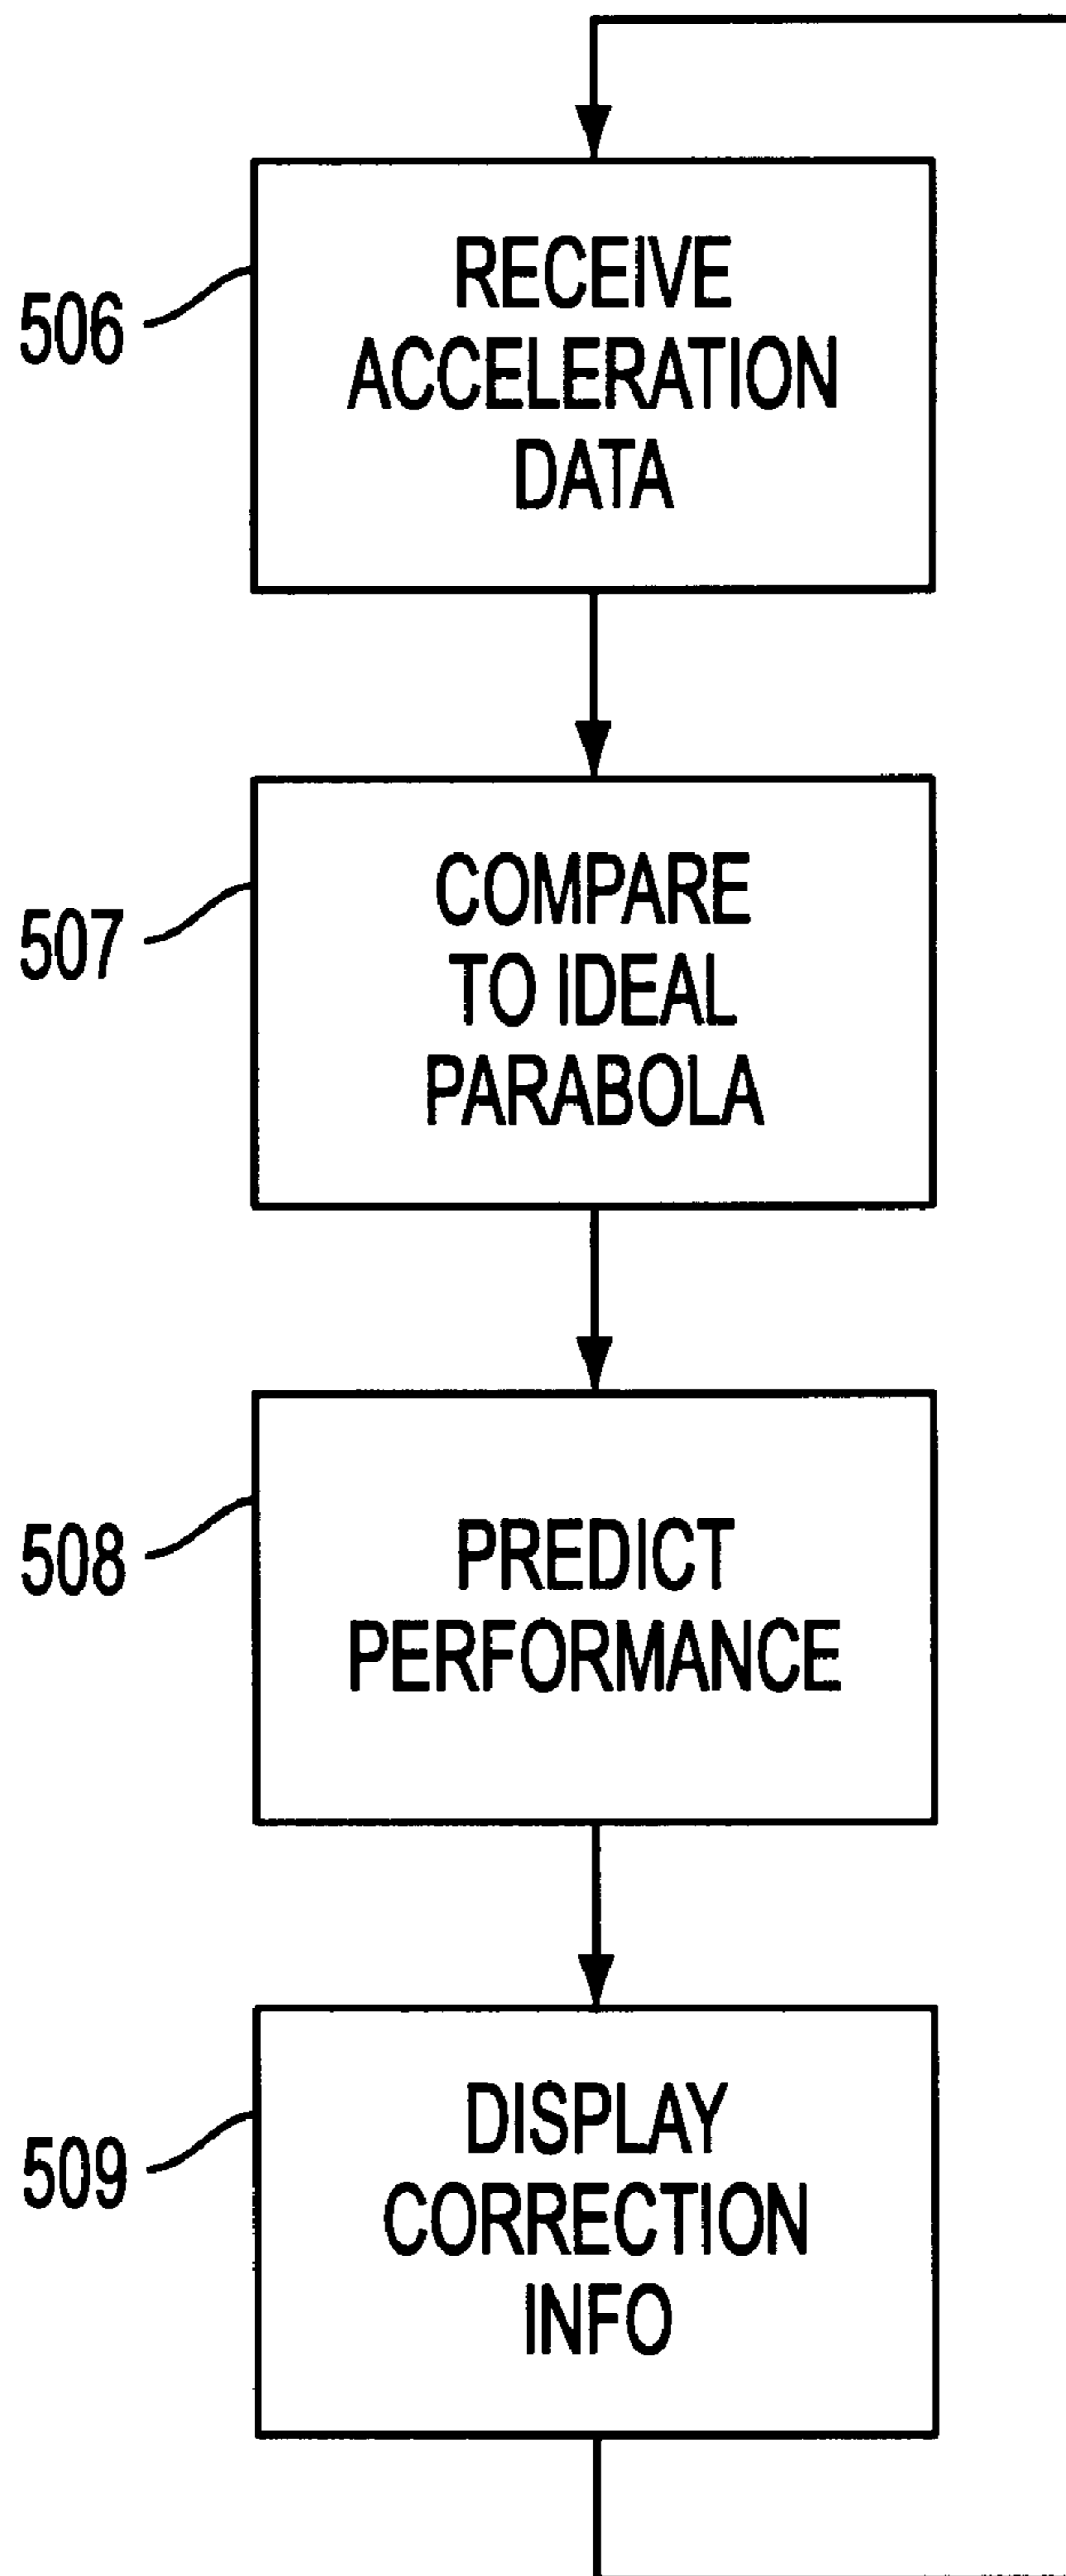 506
RECEIVE
ACCELERATION
DATA
507
COMPARE
TO IDEAL
PARABOLA
508
PREDICT
PERFORMANCE
509
DISPLAY
CORRECTION
INFO